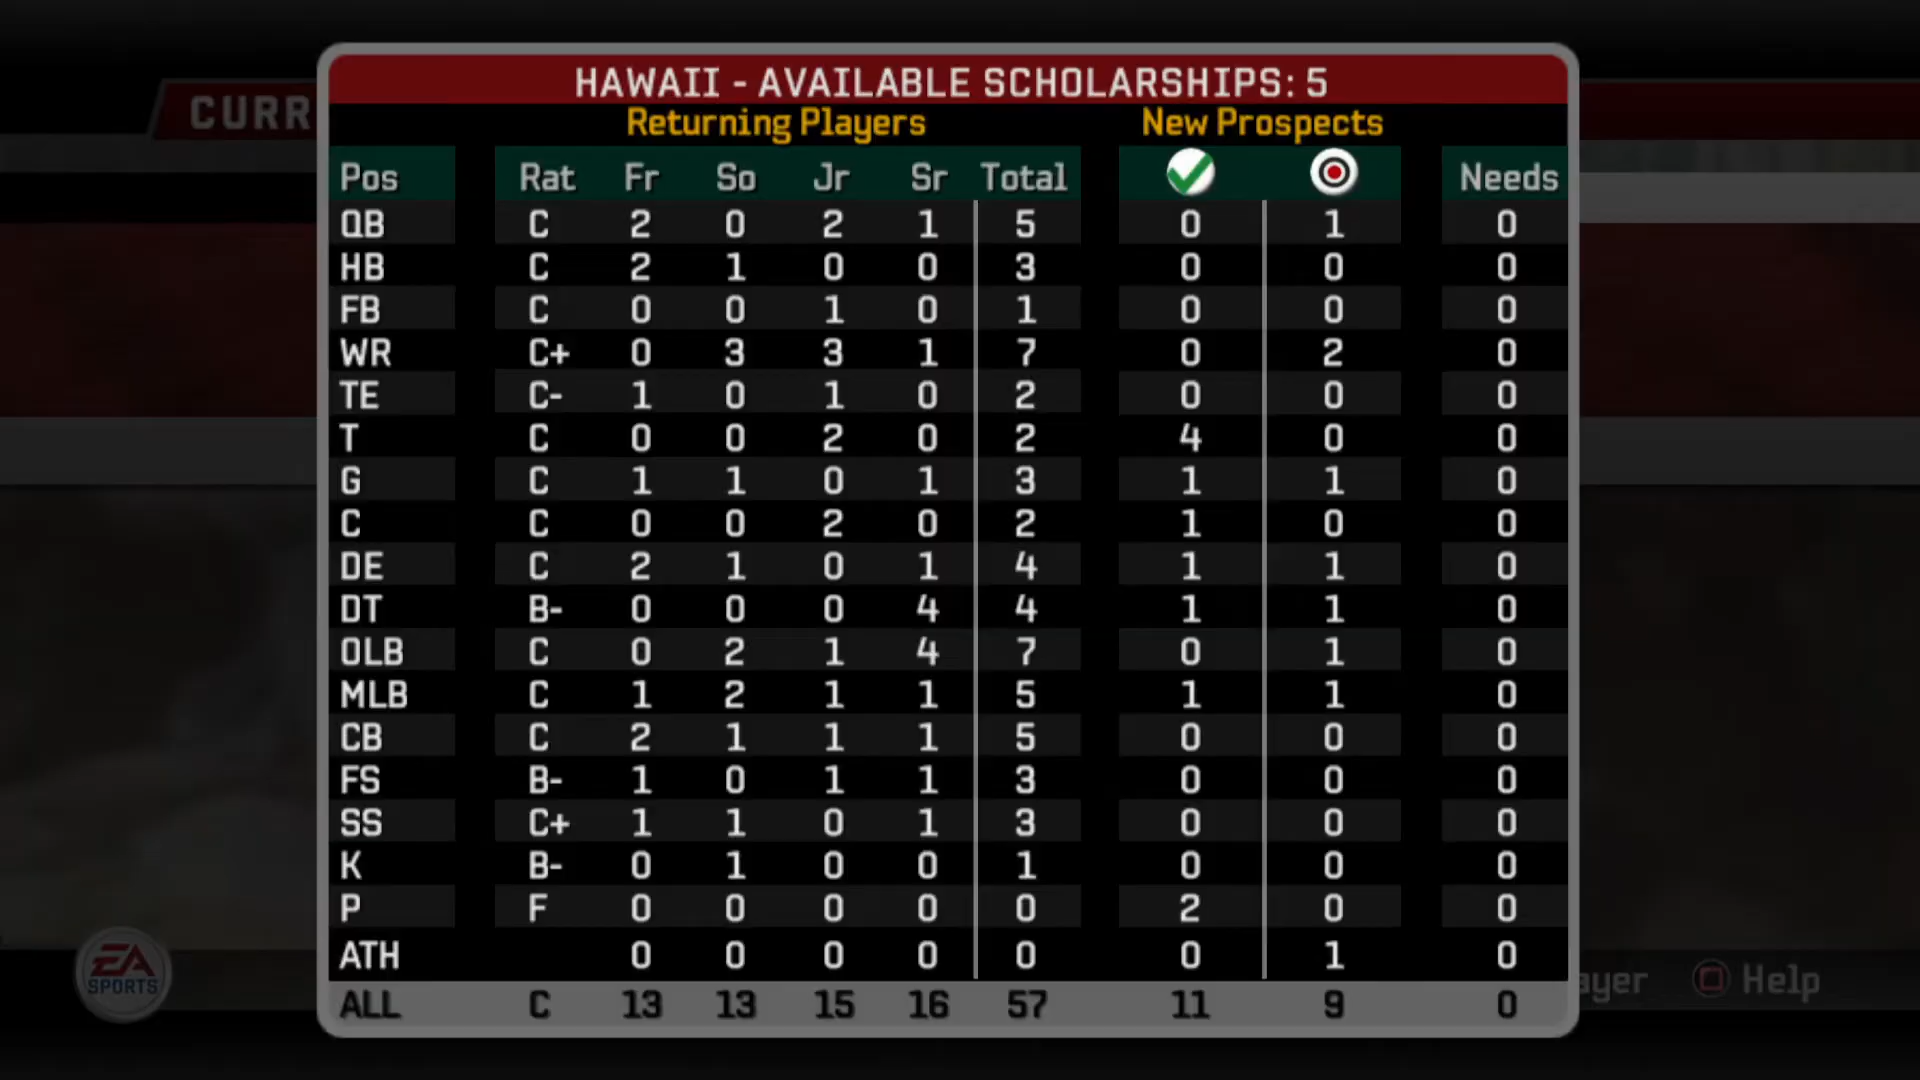 HAWAII - AVAILABLE SCHOLARSHIPS: 5
CURR
Returning Players New Prospects
Pos Rat Fr So Jr Sr Total Needs
QB C 2 0 2 1 5 0 1 0
HB C 2 1 0 0 3 0 0 0
FB C 0 0 1 0 1 0 0 0
WR C+ 0 3 3 1 7 0 2 0
TE C- 1 0 1 0 2 0 0 0
T C 0 0 2 0 2 4 0 0
G C 1 1 0 1 3 1 1 0
C C 0 0 2 0 2 1 0 0
DE C 2 1 0 1 4 1 1 0
DT B- 0 0 0 4 4 1 1 0
OLB C 0 2 1 4 7 0 1 0
MLB C 1 2 1 1 5 1 1 0
CB C 2 1 1 1 5 0 0 0
FS B- 1 0 1 1 3 0 0 0
SS C+ 1 1 0 1 3 0 0 0
K B- 0 1 0 0 1 0 0 0
P F 0 0 0 0 0 2 0 0
ATH 0 0 0 0 0 0 1 0
ALL C 13 13 15 16 57 11 9 0
EA
SPORTS
ayer Help